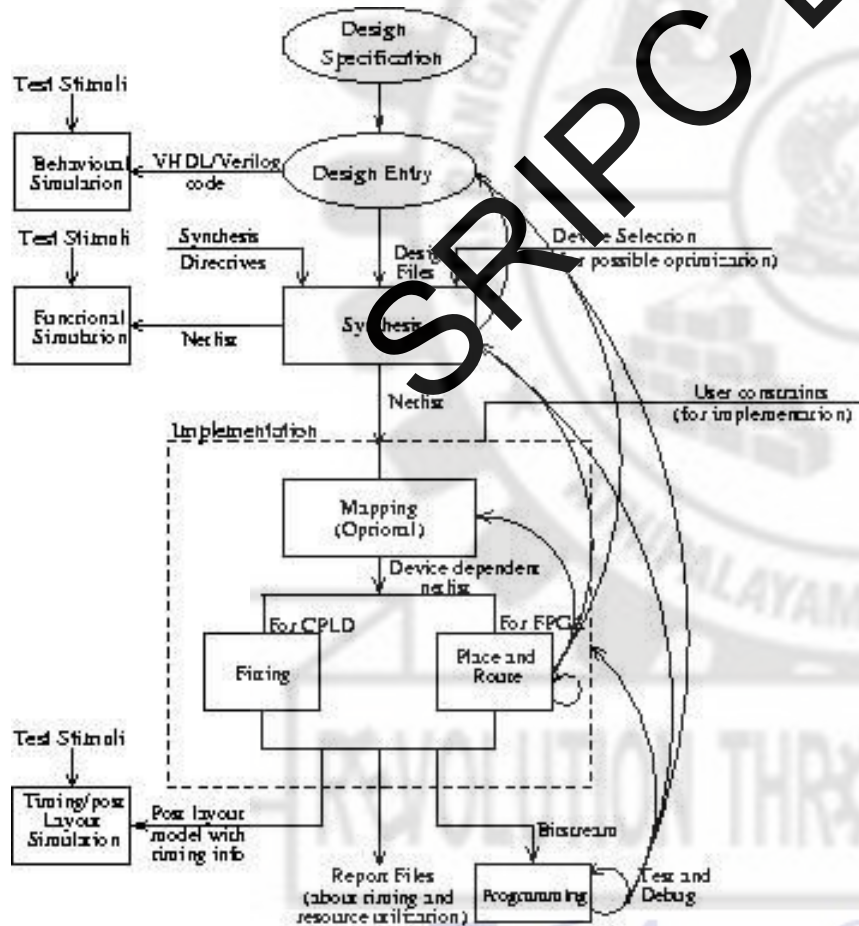 Design
Specification
Test Stimuli
Behavioural
Simulation
VHDL/Verilog
code
Design Entry
Test Stimuli
Synthesis
Directives
Files
Device Selection
possible optimization)
Functional
Simulation
Netlist
Synthesis
SRIPC
Netlist
User constraints
(for implementation)
Implementation
Mapping
(Optional)
Device dependent
netlist
For CPLD
For FPGA
Fitting
Place and
Route
PALAYAM
REVOLUTION THR
Test Stimuli
Timing/post
Layout
Simulation
Post layout
model with
timing info
Bitstream
Report Files
(about timing and
resource utilization)
Programming
Test and
Debug